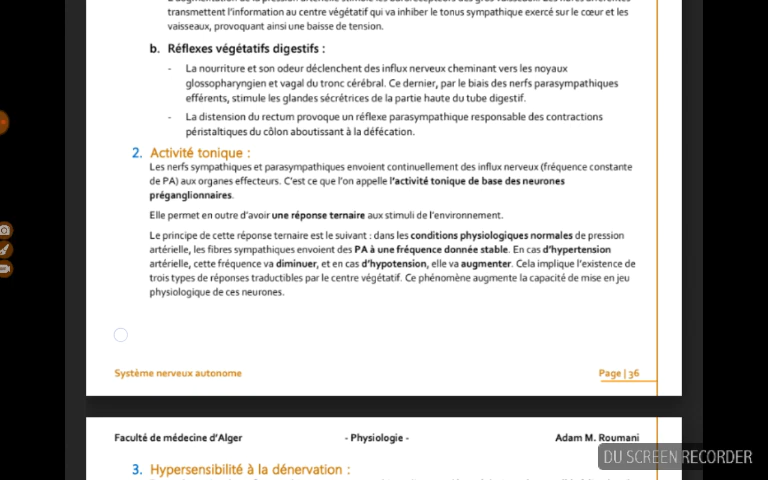 transmettent l'information au centre végétatif qui va inhiber le tonus sympathique exercé sur le cœur et les
vaisseaux, provoquant ainsi une baisse de tension.
b. Réflexes végétatifs digestifs :
- La nourriture et son odeur déclenchent des influx nerveux cheminant vers les noyaux
glossopharyngien et vagal du tronc cérébral. Ce dernier, par le biais des nerfs parasympathiques
efférents, stimule les glandes sécrétrices de la partie haute du tube digestif.
- La distension du rectum provoque un réflexe parasympathique responsable des contractions
péristaltiques du côlon aboutissant à la défécation.
2. Activité tonique :
Les nerfs sympathiques et parasympathiques envoient continuellement des influx nerveux (fréquence constante
de PA) aux organes effecteurs. C'est ce que l'on appelle l'activité tonique de base des neurones
préganglionnaires.
Elle permet en outre d'avoir une réponse ternaire aux stimuli de l'environnement.
Le principe de cette réponse ternaire est le suivant : dans les conditions physiologiques normales de pression
artérielle, les fibres sympathiques envoient des PA à une fréquence donnée stable. En cas d'hypertension
artérielle, cette fréquence va diminuer, et en cas d'hypotension, elle va augmenter. Cela implique l'existence de
trois types de réponses traductibles par le centre végétatif. Ce phénomène augmente la capacité de mise en jeu
physiologique de ces neurones.
Système nerveux autonome
Page | 36
Faculté de médecine d'Alger
- Physiologie -
Adam M. Roumani
DU SCREEN RECORDER
3. Hypersensibilité à la dénervation :